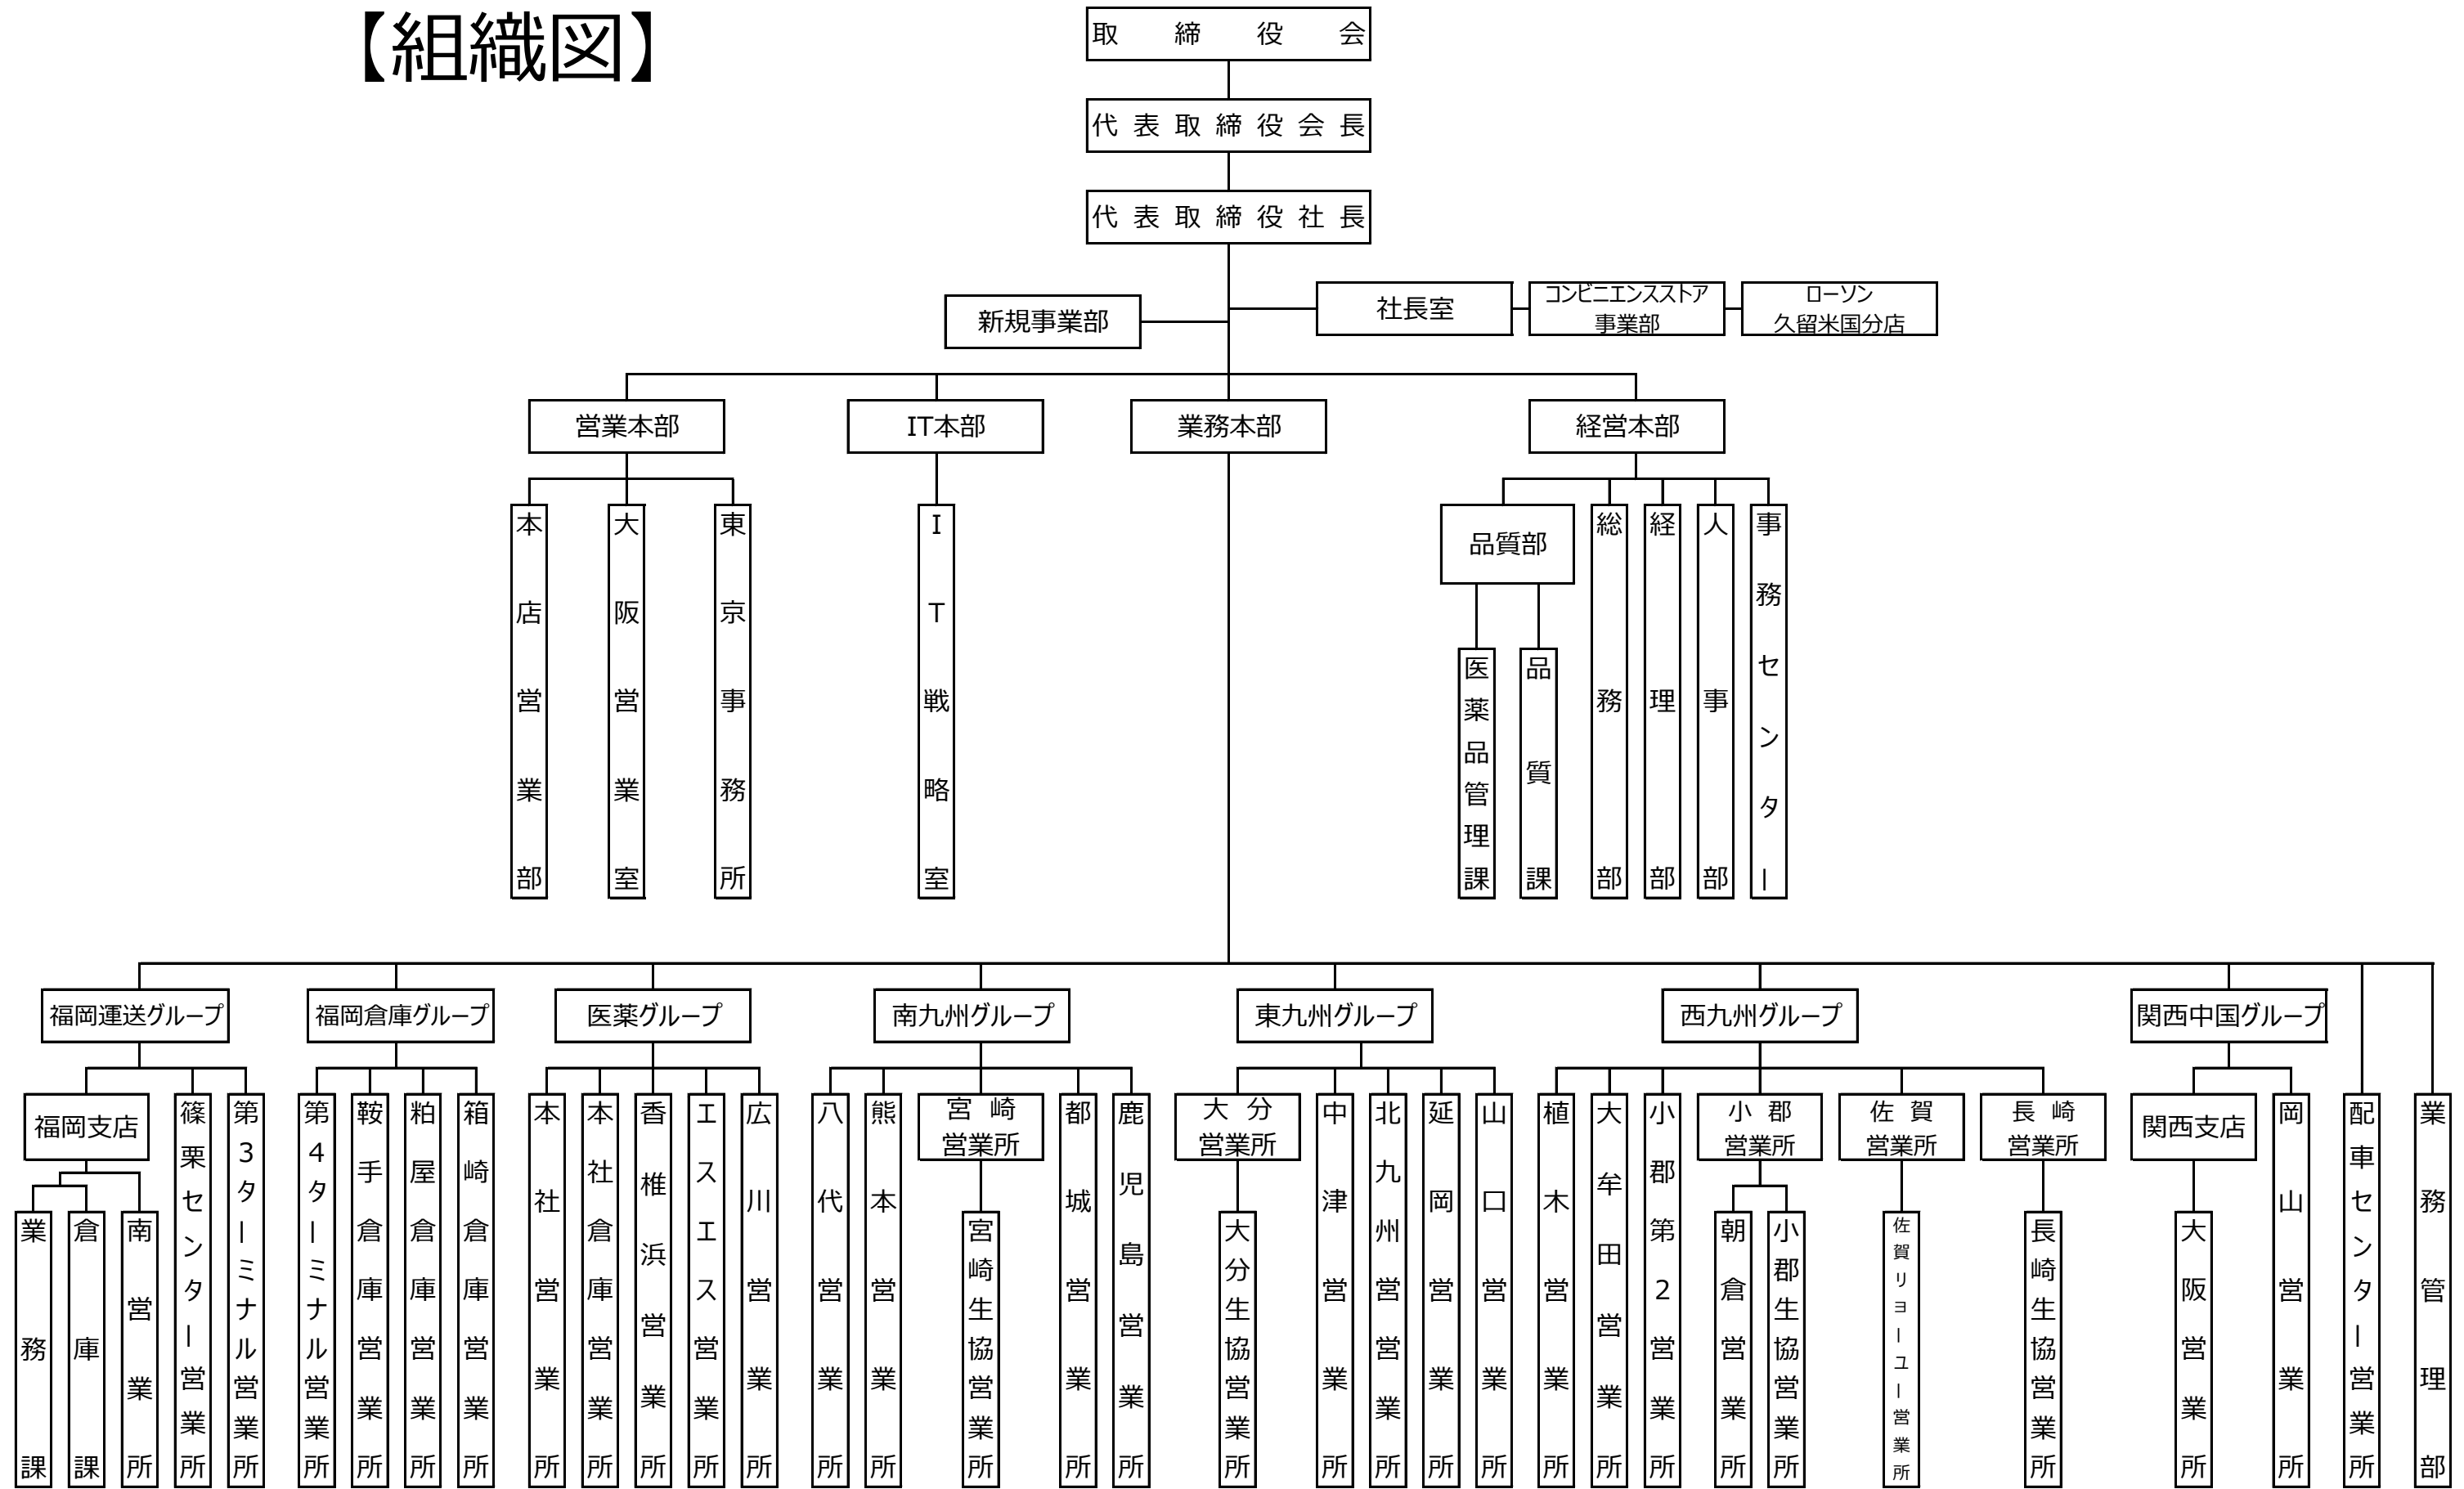 【組織図】
取締役会
代表取締役会長
代表取締役社長
新規事業部
社長室
コンビニエンスストア
事業部
ローソン
久留米国分店
営業本部
IT本部
業務本部
経営本部
本店営業部
大阪営業室
東京事務所
IT戦略室
品質部
医薬品管理課
品質課
総務部
経理部
人事部
事務センター
福岡運送グループ
福岡倉庫グループ
医薬グループ
南九州グループ
東九州グループ
西九州グループ
関西中国グループ
福岡支店
業務課
倉庫課
南営業所
篠栗センター営業所
第3ターミナル営業所
第4ターミナル営業所
鞍手倉庫営業所
粕屋倉庫営業所
箱崎倉庫営業所
本社営業所
本社倉庫営業所
香椎浜営業所
エスエス営業所
広川営業所
八代営業所
熊本営業所
宮 崎
営業所
宮崎生協営業所
都城営業所
鹿児島営業所
大 分
営業所
大分生協営業所
中津営業所
北九州営業所
延岡営業所
山口営業所
植木営業所
大牟田営業所
小郡第2営業所
小 郡
営業所
朝倉営業所
小郡生協営業所
佐 賀
営業所
佐賀リョーユー営業所
長 崎
営業所
長崎生協営業所
関西支店
大阪営業所
岡山営業所
配車センター営業所
業務管理部